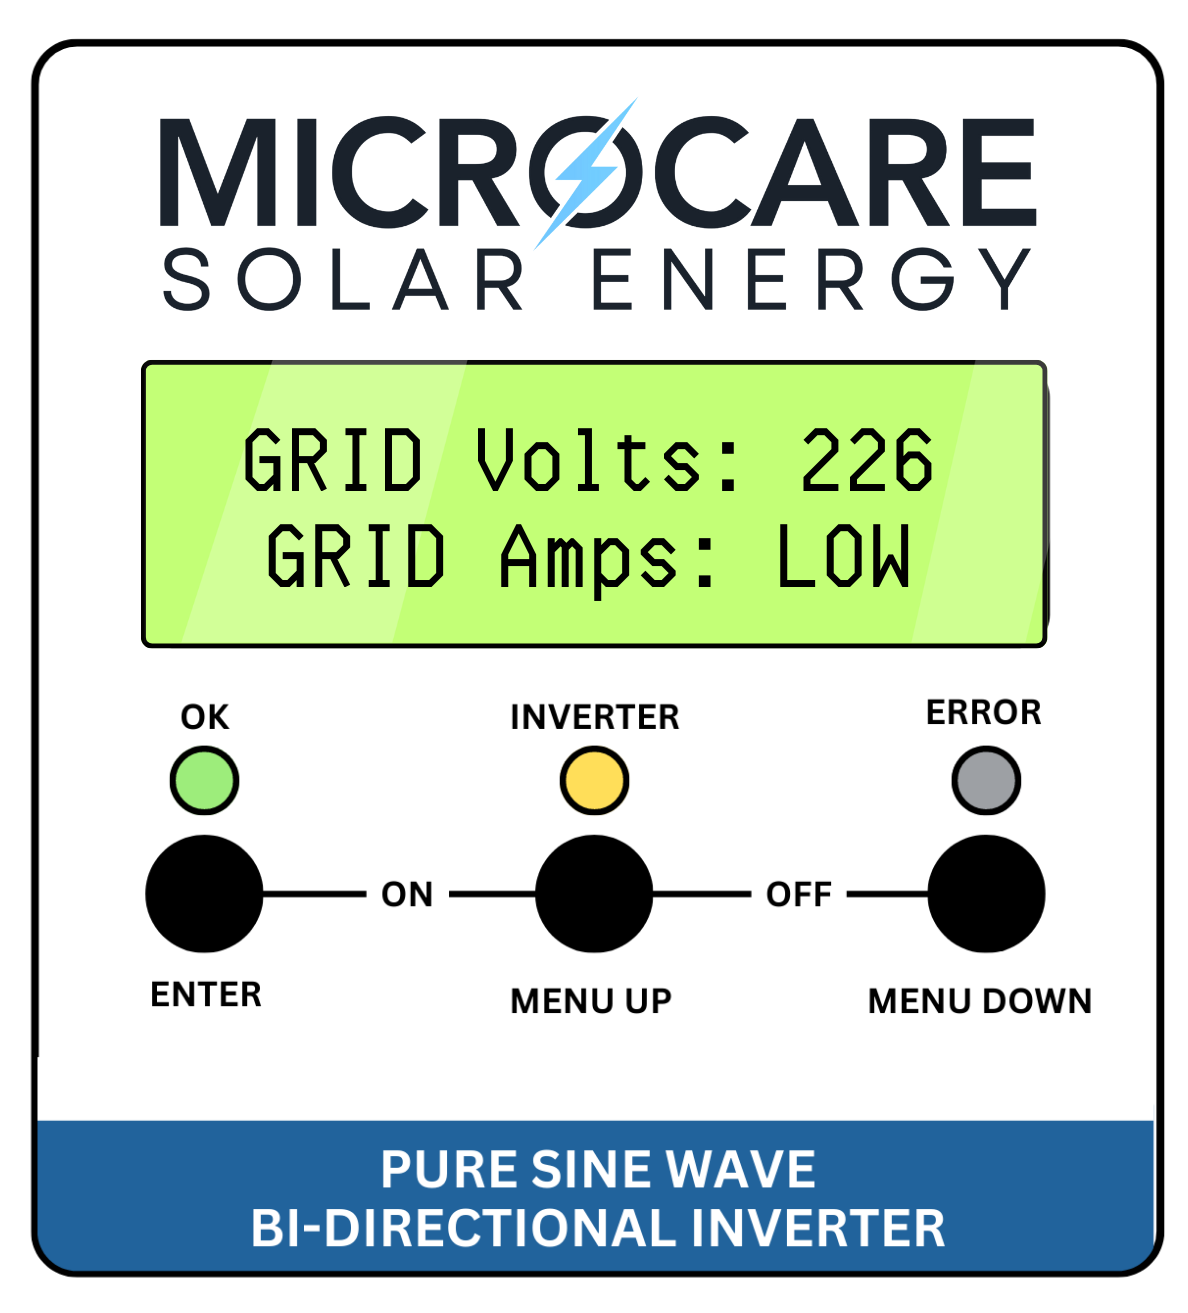 MICROCARE
SOLAR ENERGY
GRID Volts: 226
GRID Amps: LOW
OK INVERTER ERROR
ON OFF
ENTER MENU UP MENU DOWN
PURE SINE WAVE
BI-DIRECTIONAL INVERTER